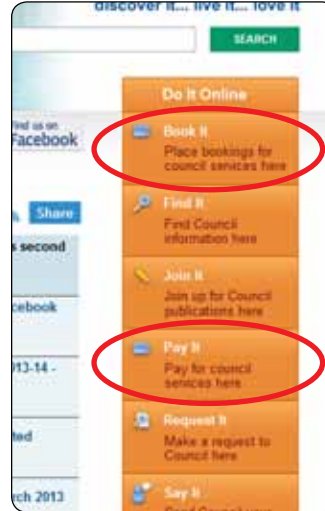 discover it... live it... love it
SEARCH
Do It Online
Find us on
Facebook
Book It
Place bookings for
council services here
Share
Find It
Find Council
information here
s second
Join It
Join up for Council
publications here
cebook
Pay It
Pay for council
services here
013-14 -
Request It
Make a request to
Council here
ted
Say It
rch 2013